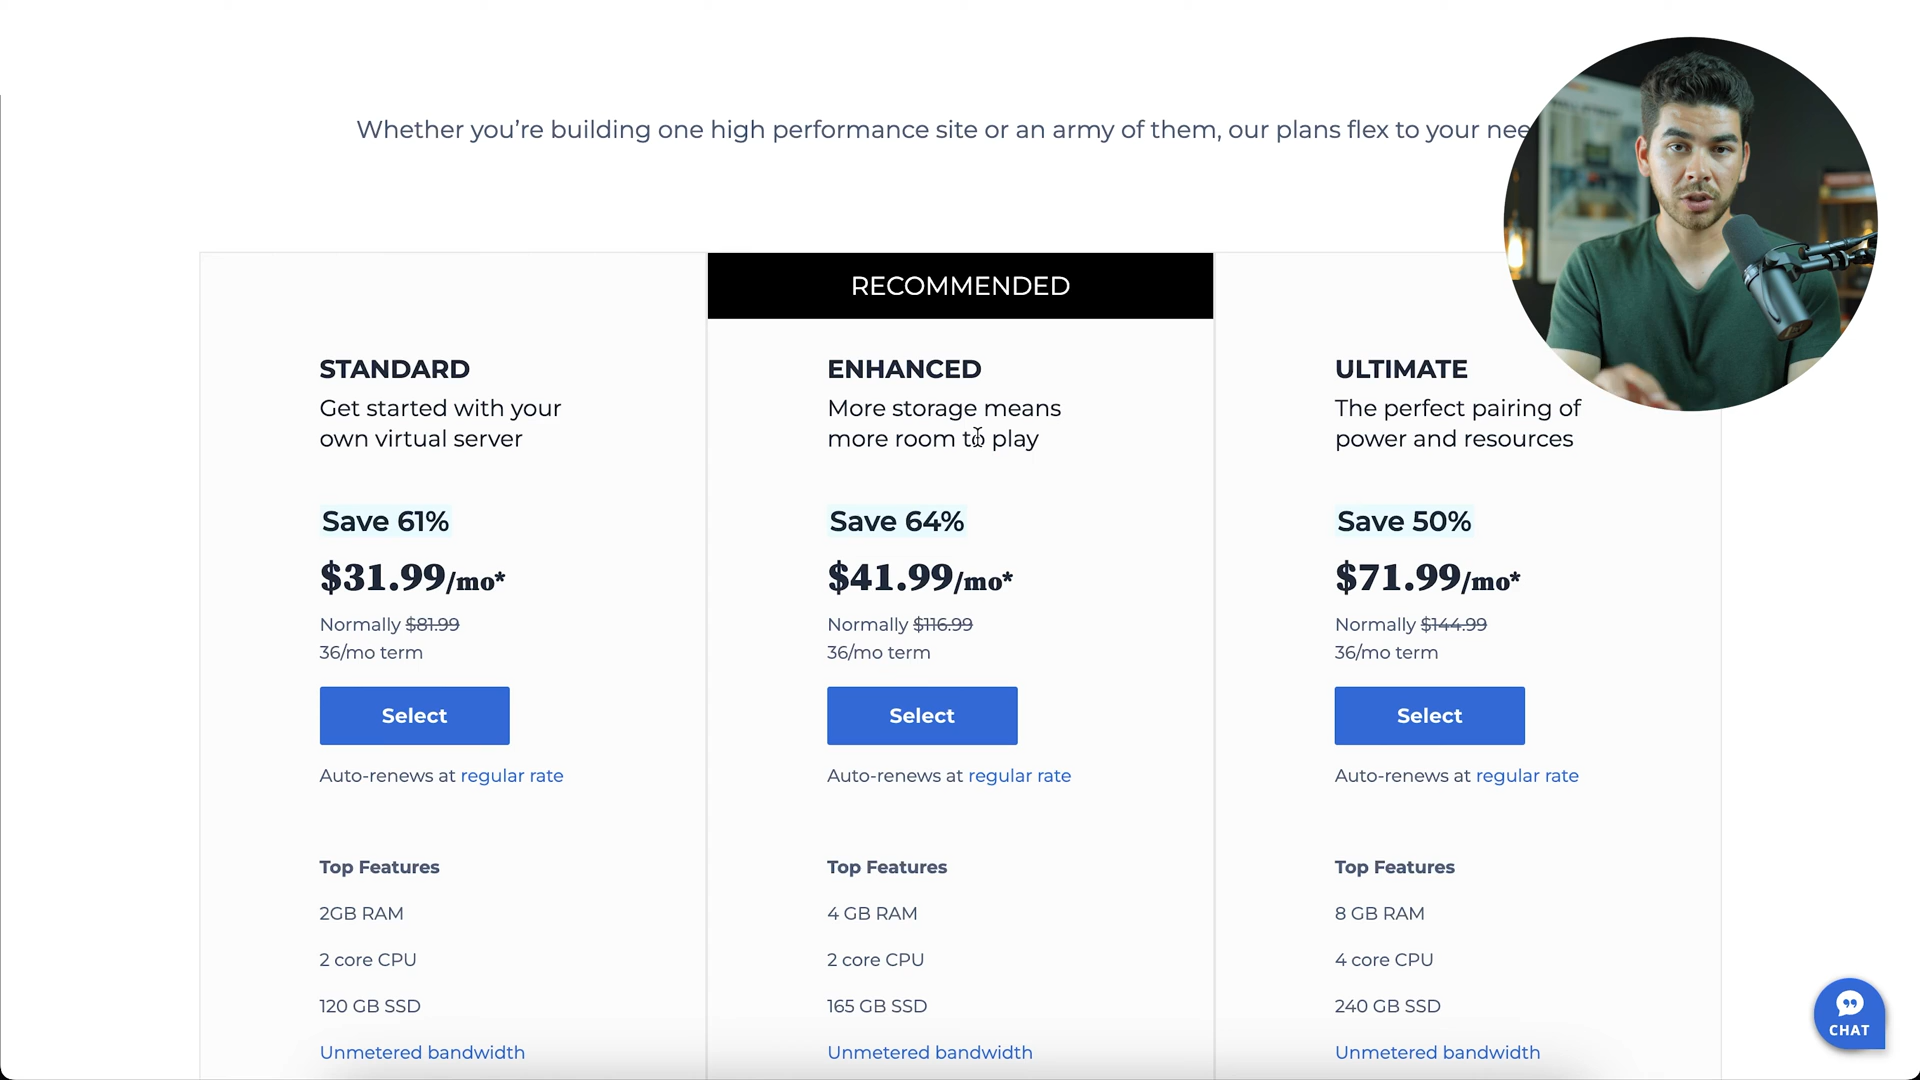 Whether you’re building one high performance site or an army of them, our plans flex to your nee
RECOMMENDED
STANDARD
Get started with your
own virtual server
Save 61%
$31.99/mo*
Normally $81.99
36/mo term
Select
Auto-renews at regular rate
Top Features
2GB RAM
2 core CPU
120 GB SSD
Unmetered bandwidth
ENHANCED
More storage means
more room to play
Save 64%
$41.99/mo*
Normally $116.99
36/mo term
Select
Auto-renews at regular rate
Top Features
4 GB RAM
2 core CPU
165 GB SSD
Unmetered bandwidth
ULTIMATE
The perfect pairing of
power and resources
Save 50%
$71.99/mo*
Normally $144.99
36/mo term
Select
Auto-renews at regular rate
Top Features
8 GB RAM
4 core CPU
240 GB SSD
Unmetered bandwidth
CHAT